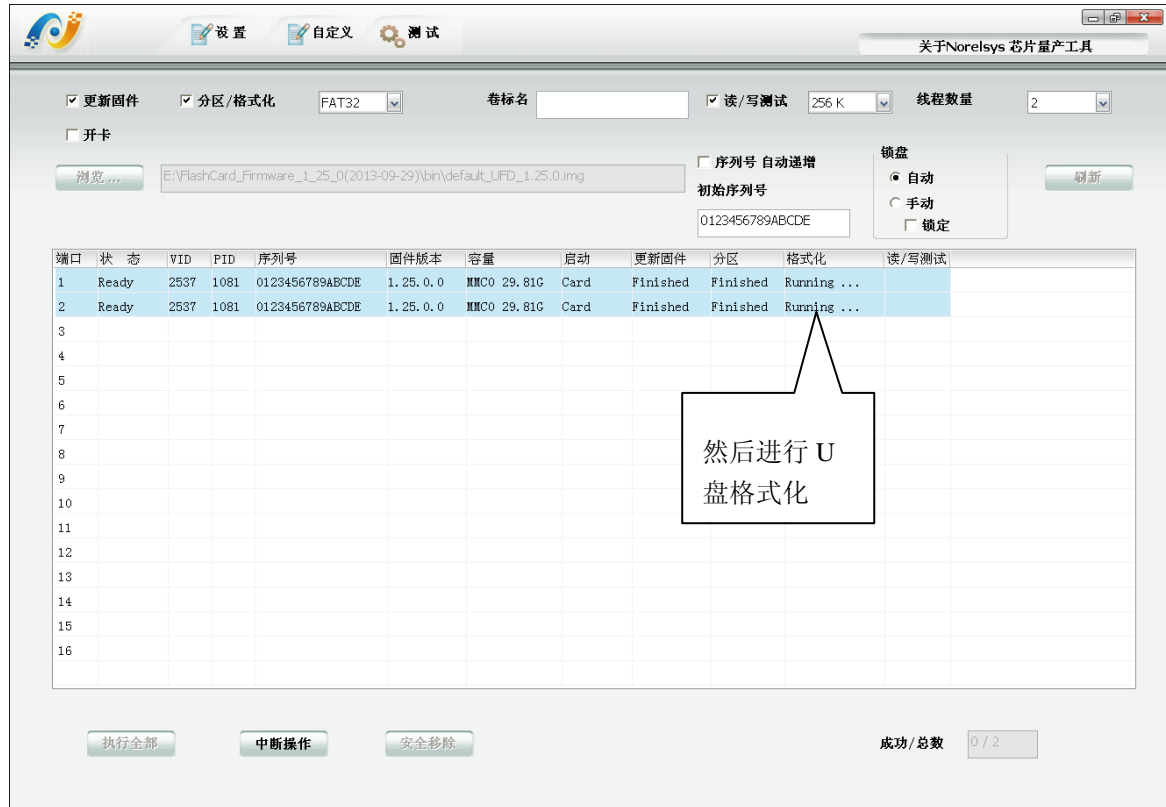 设置 自定义 测试
关于Norelsys 芯片量产工具
更新固件 分区/格式化 FAT32 卷标名 读/写测试 256 K 线程数量 2
开卡
浏览 ... E:\FlashCard_Firmware_1_25_0(2013-09-29)\bin\default_UFD_1.25.0.img
序列号 自动递增
初始序列号
0123456789ABCDE
锁盘
自动
手动
锁定
刷新
端口 状 态 VID PID 序列号 固件版本 容量 启动 更新固件 分区 格式化 读/写测试
1 Ready 2537 1081 0123456789ABCDE 1.25.0.0 MMC0 29.81G Card Finished Finished Running ...
2 Ready 2537 1081 0123456789ABCDE 1.25.0.0 MMC0 29.81G Card Finished Finished Running ...
3
4
5
6
7
8
9
10
11
12
13
14
15
16
然后进行 U
盘格式化
执行全部 中断操作 安全移除 成功/总数 0 / 2